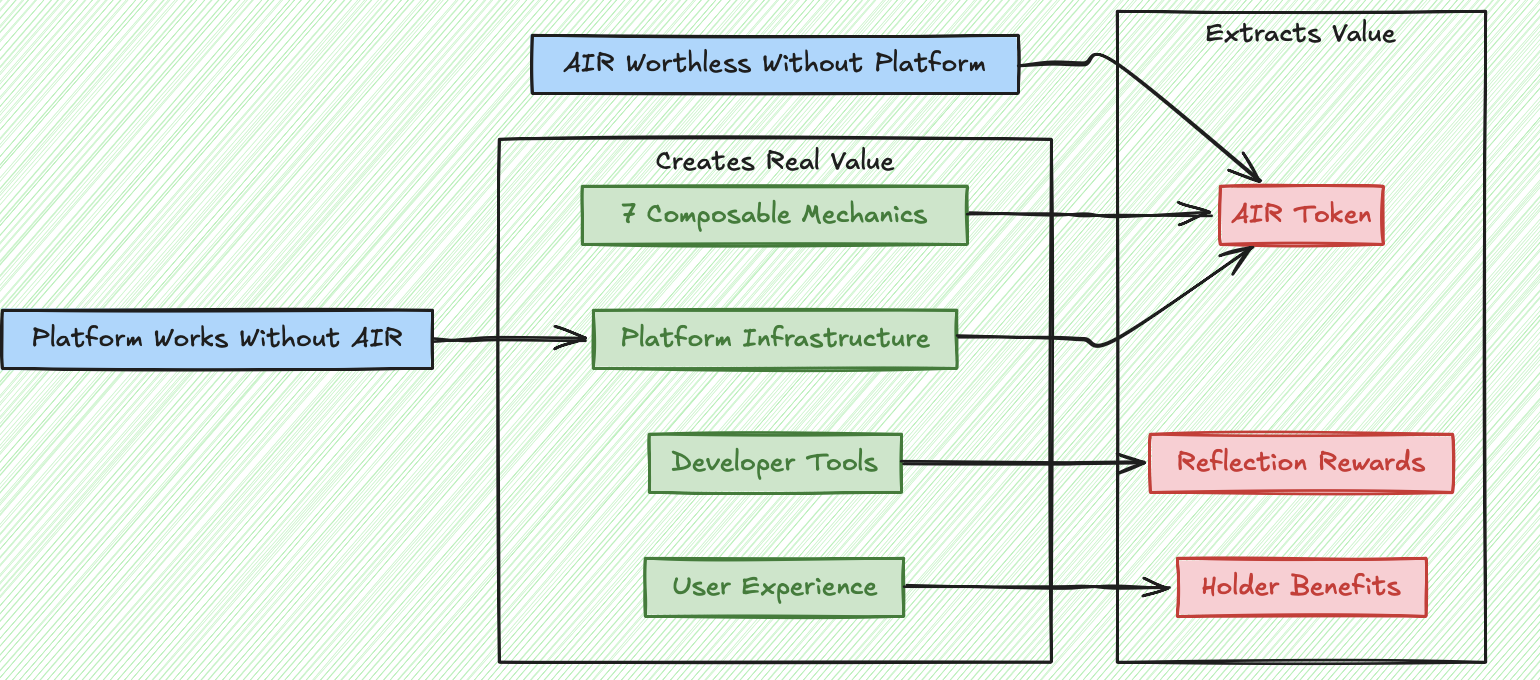 Extracts Value
AIR Worthless Without Platform
Creates Real Value
7 Composable Mechanics
AIR Token
Platform Works Without AIR
Platform Infrastructure
Developer Tools
Reflection Rewards
User Experience
Holder Benefits